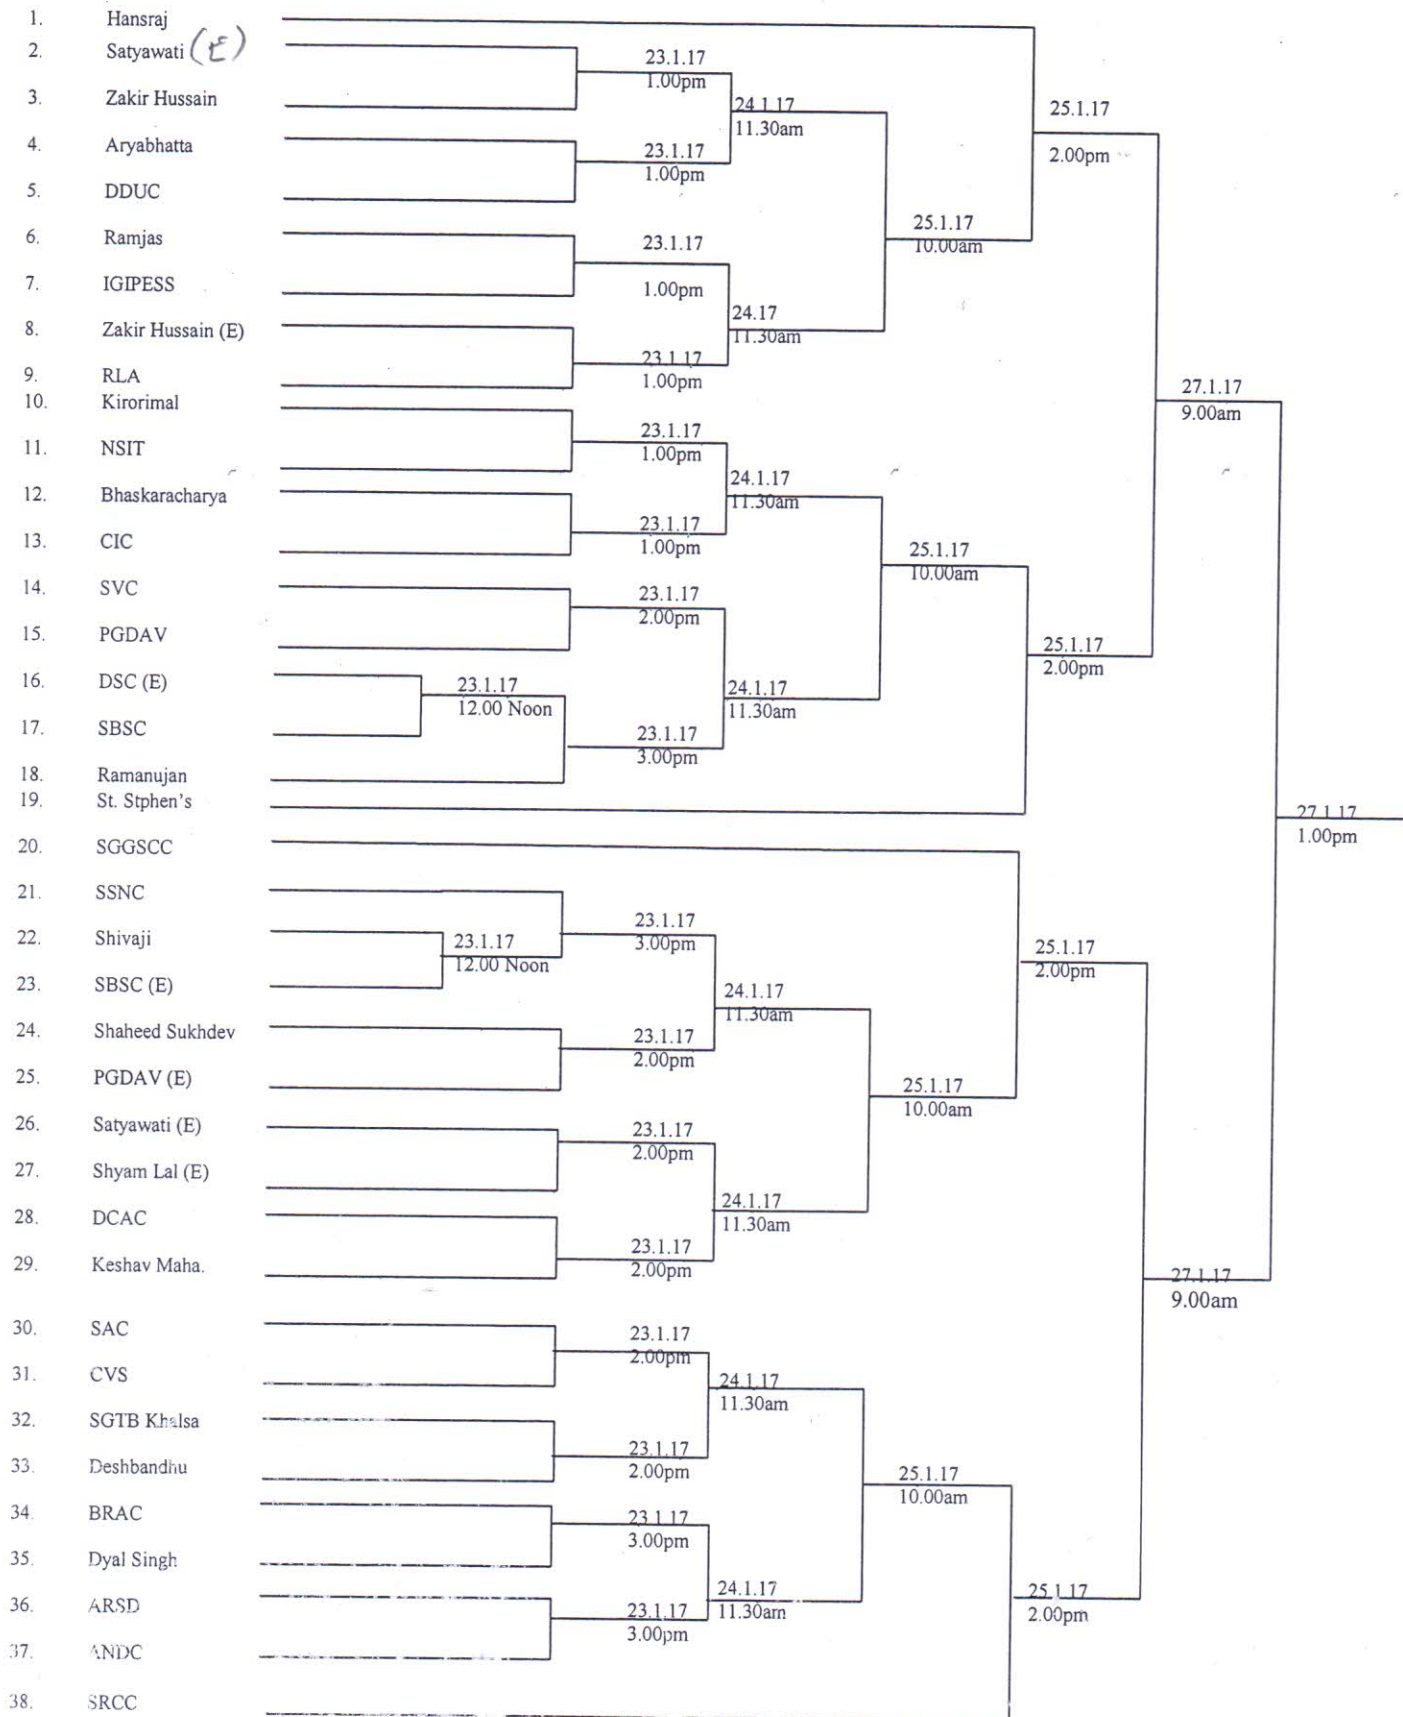 1. Hansraj
2. Satyawati (E)
23.1.17
1.00pm
3. Zakir Hussain
24.1.17
11.30am
25.1.17
2.00pm
4. Aryabhatta
23.1.17
1.00pm
5. DDUC
6. Ramjas
23.1.17
1.00pm
25.1.17
10.00am
7. IGIPESS
24.17
11.30am
8. Zakir Hussain (E)
23.1.17
1.00pm
9. RLA
27.1.17
9.00am
10. Kirorimal
23.1.17
1.00pm
11. NSIT
24.1.17
11.30am
12. Bhaskaracharya
23.1.17
1.00pm
13. CIC
25.1.17
10.00am
14. SVC
23.1.17
2.00pm
15. PGDAV
25.1.17
2.00pm
16. DSC (E)
23.1.17
12.00 Noon
24.1.17
11.30am
17. SBSC
23.1.17
3.00pm
18. Ramanujan
19. St. Stphen's
27.1.17
1.00pm
20. SGGSCC
21. SSNC
23.1.17
3.00pm
22. Shivaji
23.1.17
12.00 Noon
25.1.17
2.00pm
23. SBSC (E)
24.1.17
11.30am
24. Shaheed Sukhdev
23.1.17
2.00pm
25. PGDAV (E)
25.1.17
10.00am
26. Satyawati (E)
23.1.17
2.00pm
27. Shyam Lal (E)
24.1.17
11.30am
28. DCAC
23.1.17
2.00pm
29. Keshav Maha.
27.1.17
9.00am
30. SAC
23.1.17
2.00pm
31. CVS
24.1.17
11.30am
32. SGTB Khalsa
23.1.17
2.00pm
33. Deshbandhu
25.1.17
10.00am
34. BRAC
23.1.17
3.00pm
35. Dyal Singh
24.1.17
11.30am
25.1.17
2.00pm
36. ARSD
23.1.17
3.00pm
37. ANDC
38. SRCC